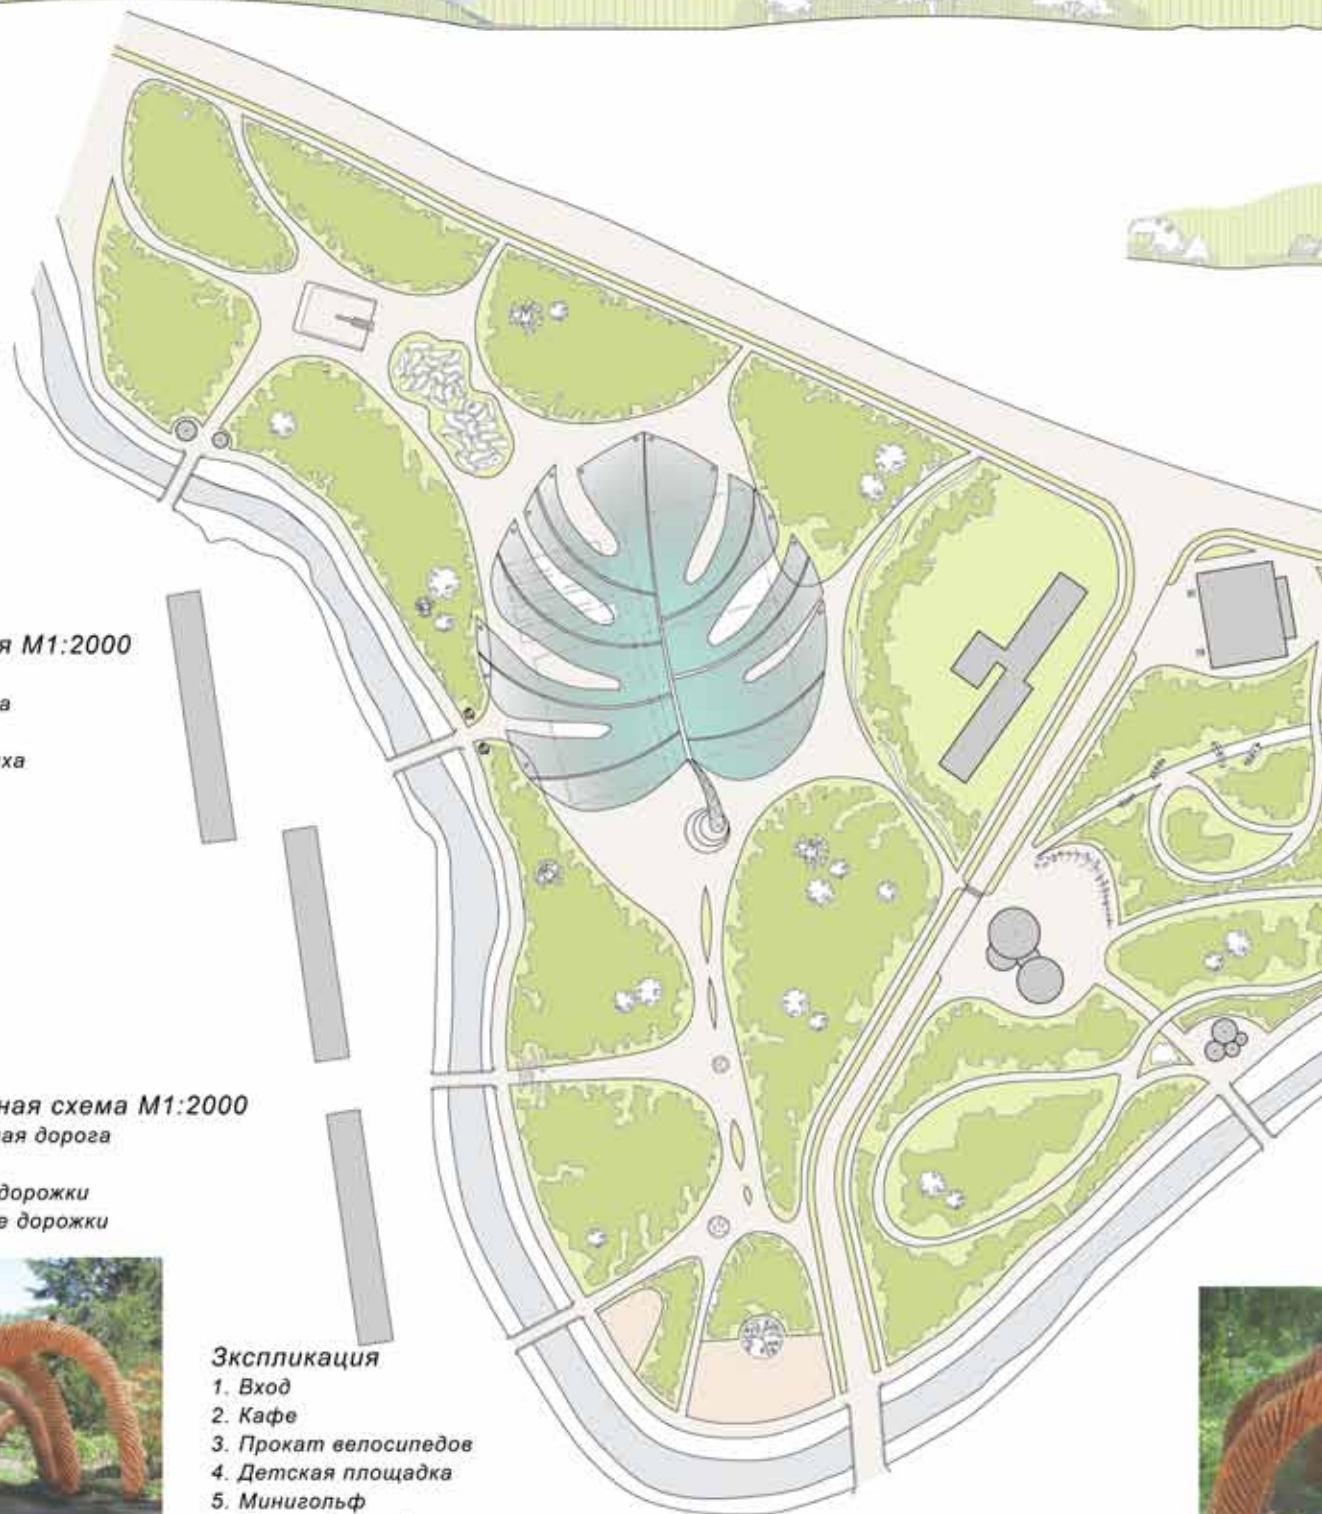 я М1:2000
а
ха
ная схема М1:2000
ая дорога
дорожки
е дорожки
Зкспликация
1. Вход
2. Кафе
3. Прокат велосипедов
4. Детская площадка
5. Минигольф